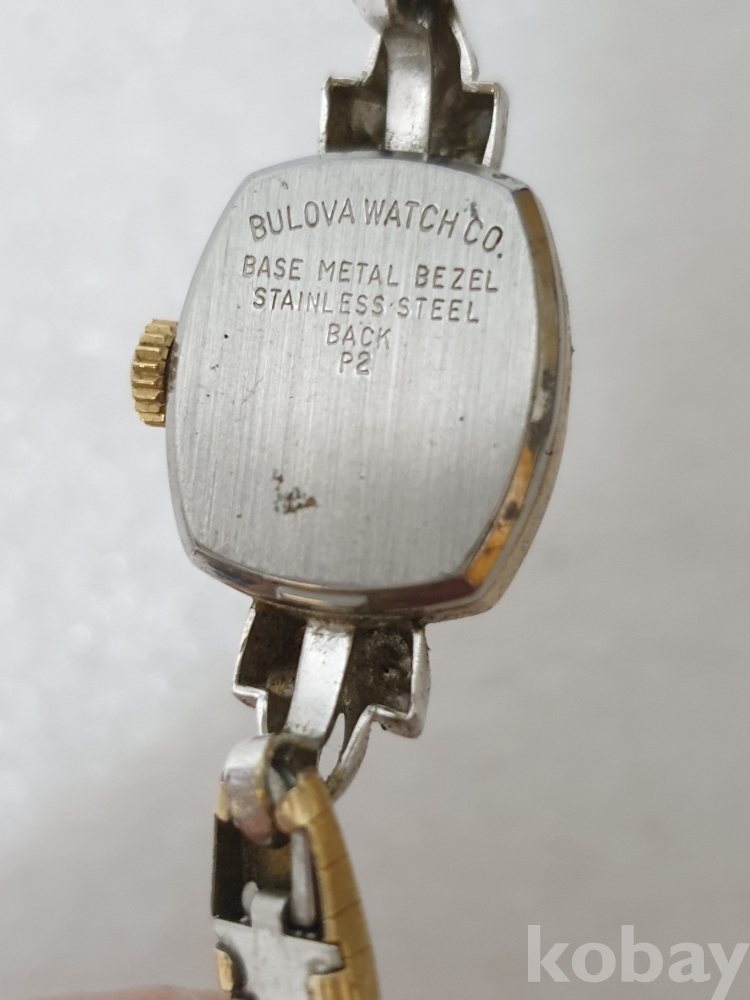 BULOVA WATCH CO.
BASE METAL BEZEL
STAINLESS STEEL
BACK
P2
kobay